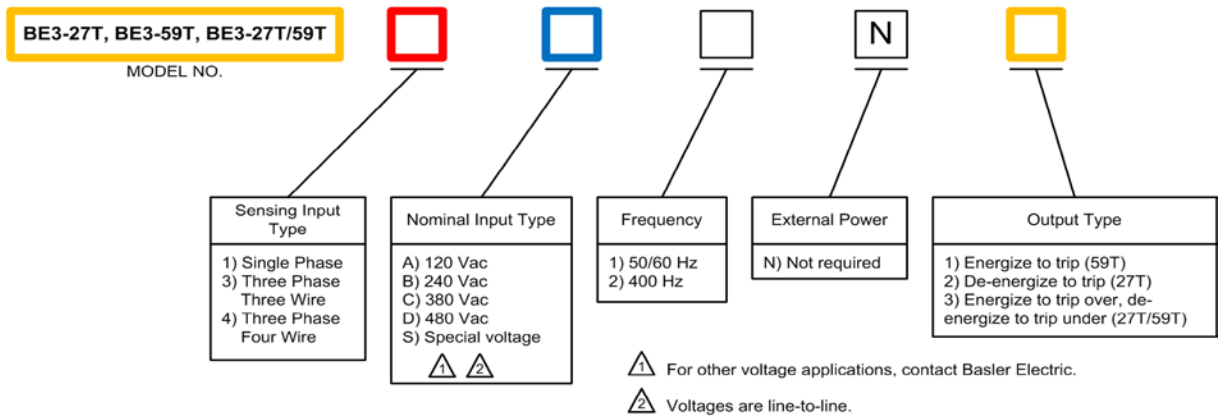 BE3-27T, BE3-59T, BE3-27T/59T
N
MODEL NO.
Sensing Input
Type
1) Single Phase
3) Three Phase
Three Wire
4) Three Phase
Four Wire
Nominal Input Type
A) 120 Vac
B) 240 Vac
C) 380 Vac
D) 480 Vac
S) Special voltage
1 2
Frequency
1) 50/60 Hz
2) 400 Hz
External Power
N) Not required
Output Type
1) Energize to trip (59T)
2) De-energize to trip (27T)
3) Energize to trip over, de-
energize to trip under (27T/59T)
1 For other voltage applications, contact Basler Electric.
2 Voltages are line-to-line.